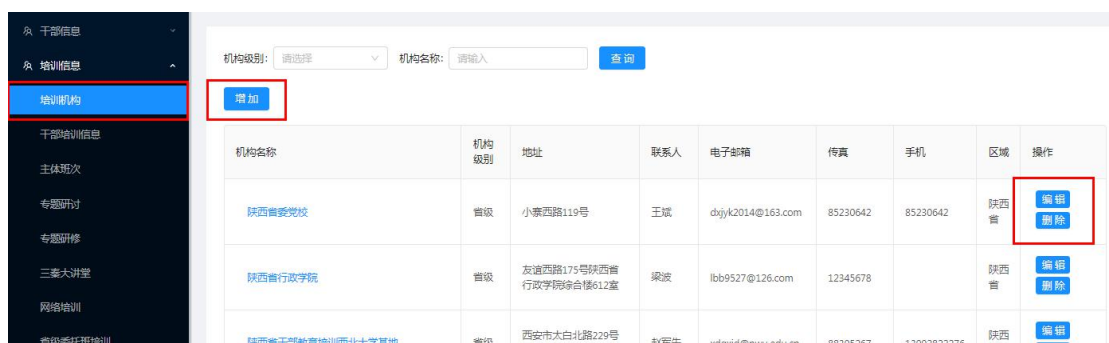 干部信息
培训信息
培训机构
干部培训信息
主体班次
专题研讨
专题研修
三秦大讲堂
网络培训
机构级别: 请选择 机构名称: 请输入 查询
增加
机构名称 机构级别 地址 联系人 电子邮箱 传真 手机 区域 操作
陕西省委党校 省级 小寨西路119号 王斌 dxjyk2014@163.com 85230642 85230642 陕西省 编辑
删除
陕西省行政学院 省级 友谊西路175号陕西省行政学院综合楼612室 梁波 lbb9527@126.com 12345678 陕西省 编辑
删除
西安市太白北路229号 陕西 编辑